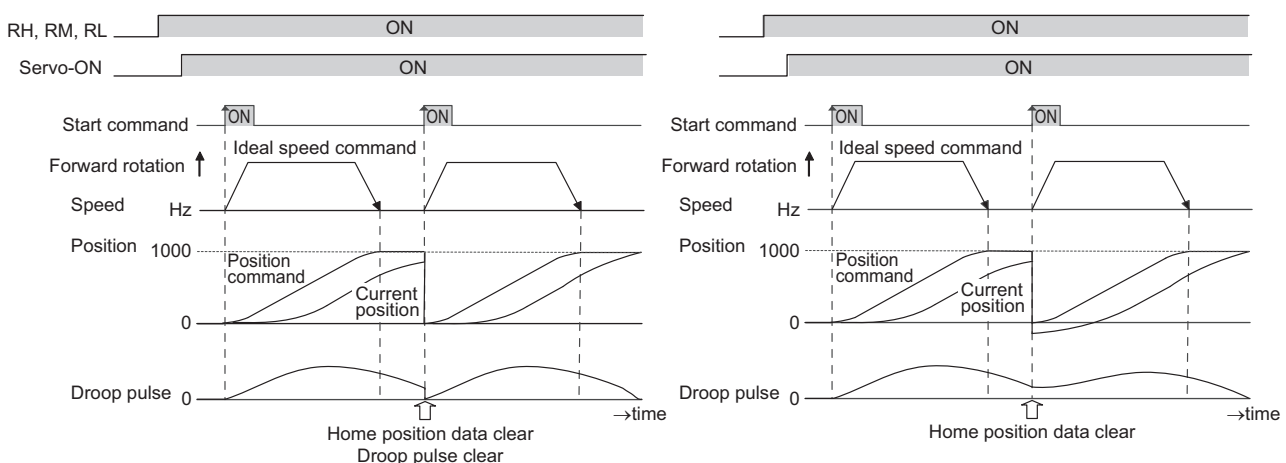 RH, RM, RL
ON
Servo-ON
ON
Start command
ON
ON
Ideal speed command
Forward rotation
Speed
Hz
Position
1000
Position
command
Current
position
0
Droop pulse
0
→time
Home position data clear
Droop pulse clear
ON
ON
Start command
ON
ON
Ideal speed command
Forward rotation
Speed
Hz
Position
1000
Position
command
Current
position
0
Droop pulse
0
→time
Home position data clear